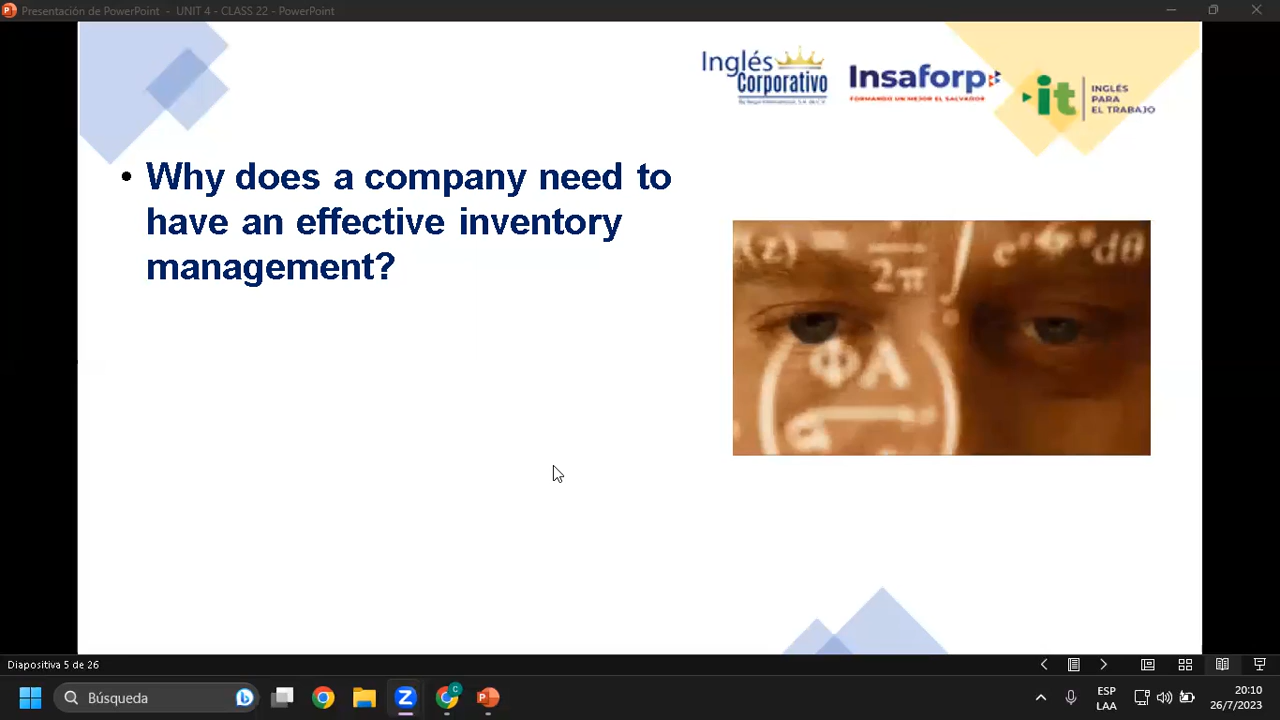 Presentación de PowerPoint - UNIT 4 - CLASS 22 - PowerPoint
Inglés
Corporativo
Insaforp
FORMANDO UN MEJOR EL SALVADOR
it
INGLÉS
PARA
EL TRABAJO
• Why does a company need to
have an effective inventory
management?
2π
ΦA
Diapositiva 5 de 26
Búsqueda
ESP
LAA
20:10
26/7/2023